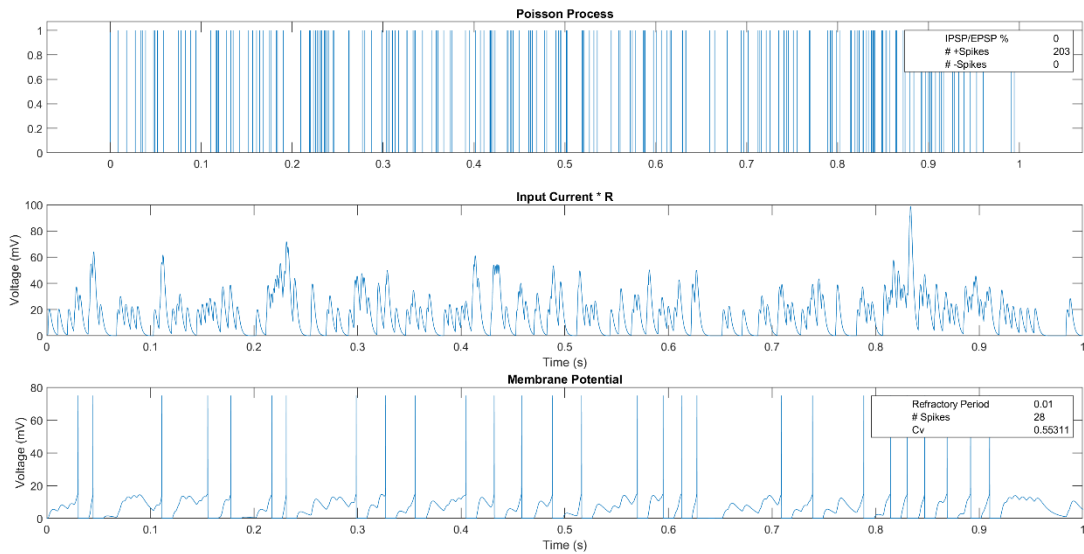 Poisson Process
1
0.8
0.6
0.4
0.2
0
IPSP/EPSP % 0
# +Spikes 203
# -Spikes 0
0 0.1 0.2 0.3 0.4 0.5 0.6 0.7 0.8 0.9 1
Input Current * R
Voltage (mV)
100
80
60
40
20
0
0 0.1 0.2 0.3 0.4 0.5 0.6 0.7 0.8 0.9 1
Time (s)
Membrane Potential
Voltage (mV)
80
60
40
20
0
Refractory Period 0.01
# Spikes 28
Cv 0.55311
0 0.1 0.2 0.3 0.4 0.5 0.6 0.7 0.8 0.9 1
Time (s)